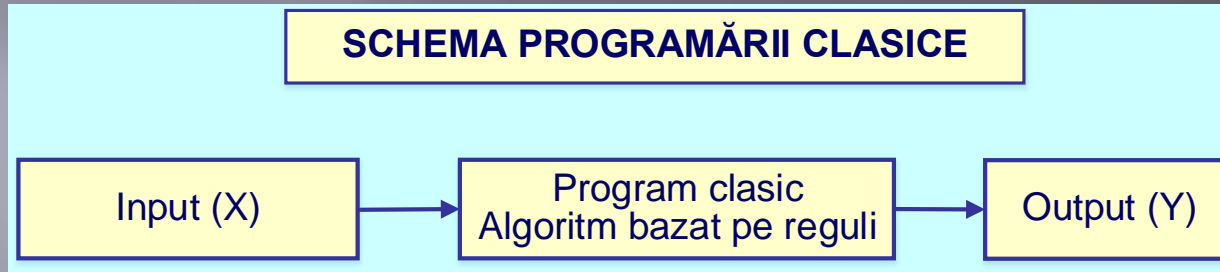 SCHEMA PROGRAMĂRII CLASICE
Input (X)
Program clasic
Algoritm bazat pe reguli
Output (Y)